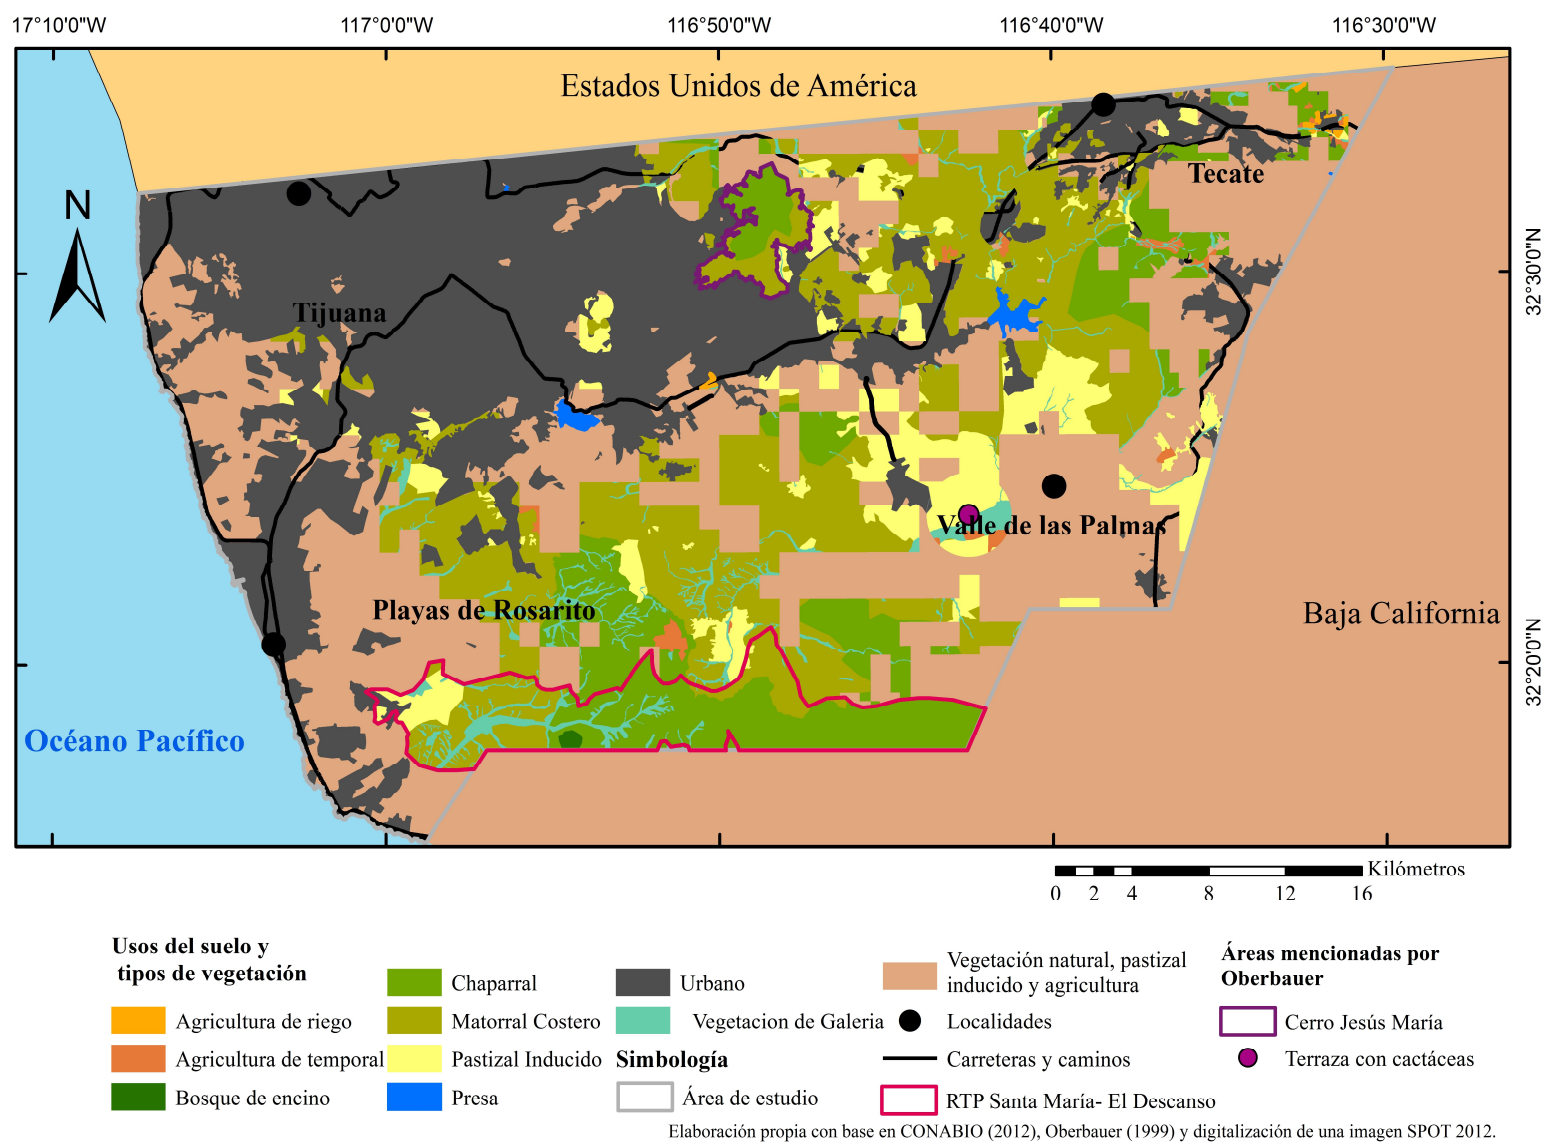 17°10'0"W 117°0'0"W 116°50'0"W 116°40'0"W 116°30'0"W
Estados Unidos de América
Tecate
N
32°30'0"N
Tijuana
Valle de las Palmas
Playas de Rosarito
Baja California
32°20'0"N
Océano Pacífico
Kilómetros
0 2 4 8 12 16
Usos del suelo y
tipos de vegetación
Agricultura de riego
Agricultura de temporal
Bosque de encino
Chaparral
Matorral Costero
Pastizal Inducido
Presa
Urbano
Vegetacion de Galeria
Simbología
Área de estudio
Vegetación natural, pastizal
inducido y agricultura
Localidades
Carreteras y caminos
RTP Santa María- El Descanso
Áreas mencionadas por
Oberbauer
Cerro Jesús María
Terraza con cactáceas
Elaboración propia con base en CONABIO (2012), Oberbauer (1999) y digitalización de una imagen SPOT 2012.